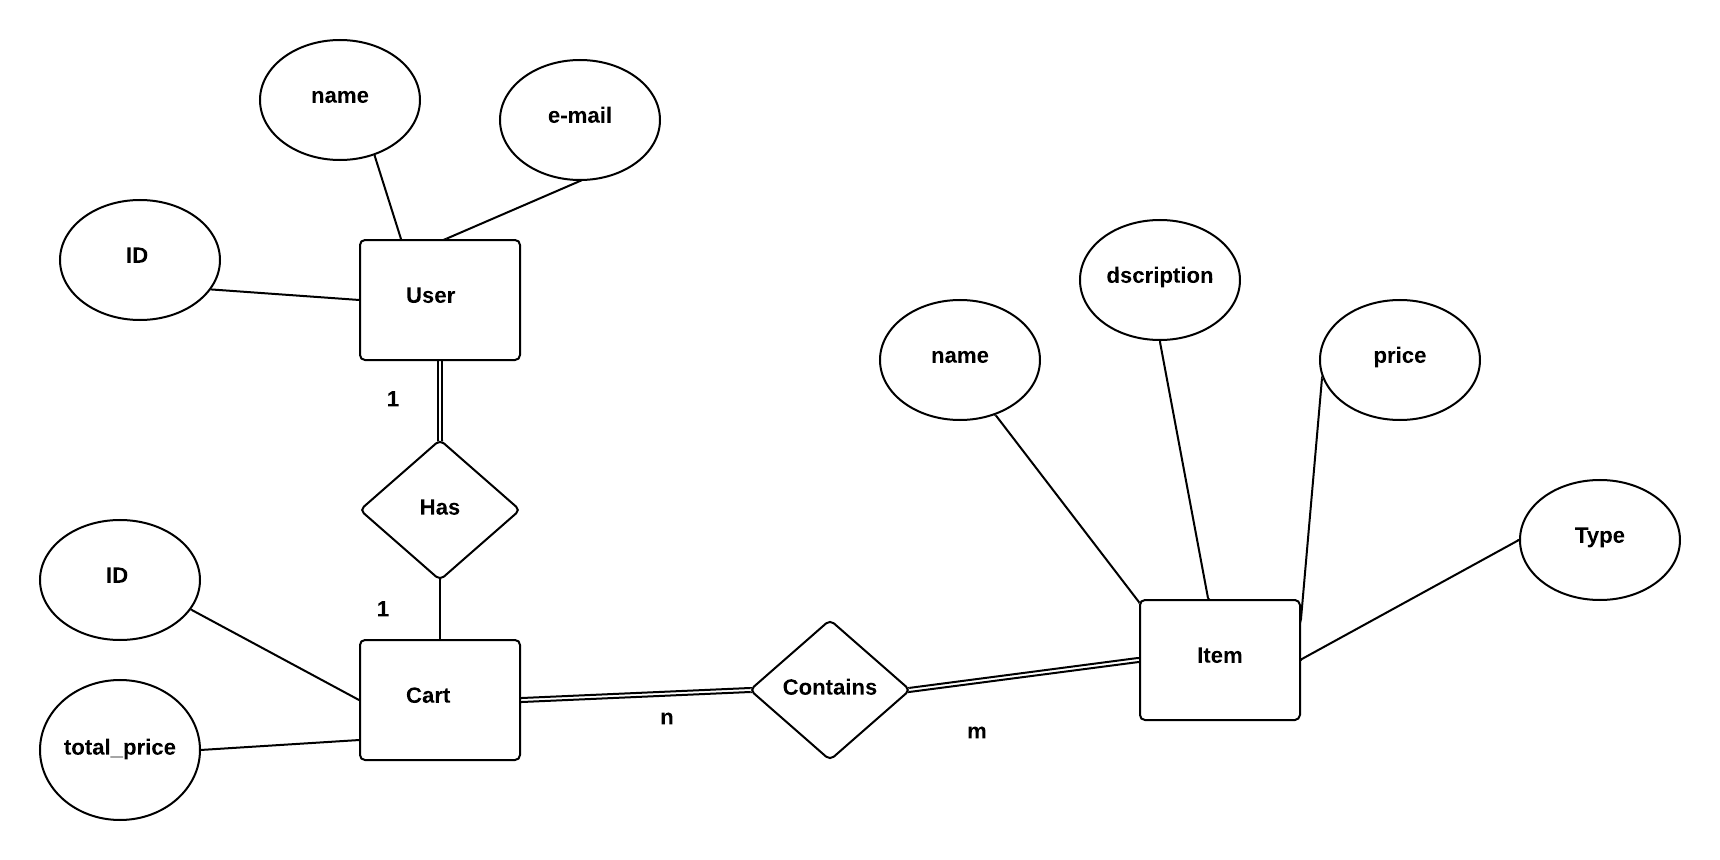 name
e-mail
ID
User
dscription
name
price
1
Has
Type
ID
1
Item
Cart
Contains
n
m
total_price